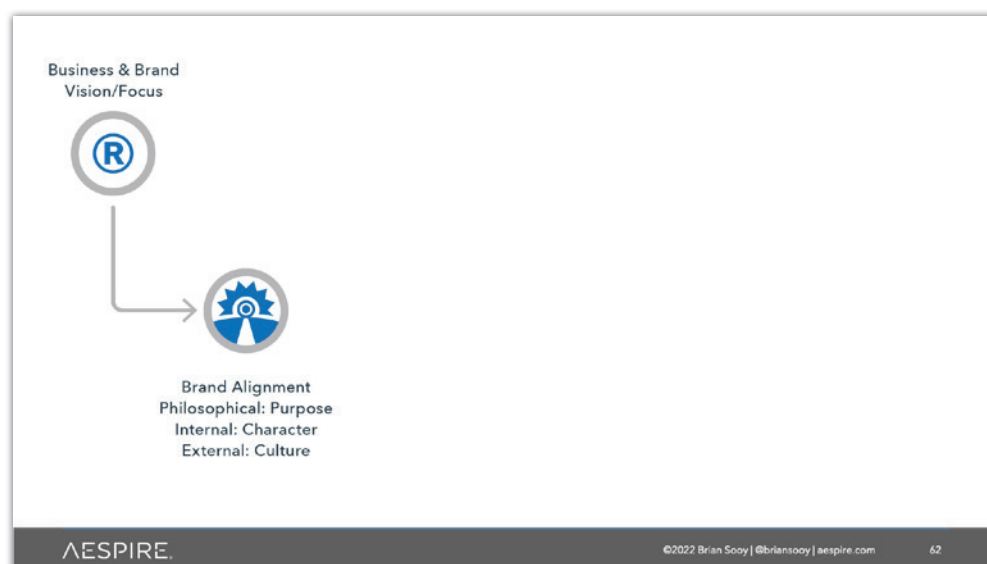 Business & Brand
Vision/Focus
®
Brand Alignment
Philosophical: Purpose
Internal: Character
External: Culture
AESPIRE.
©2022 Brian Sooy | @briansooy | aespire.com
62